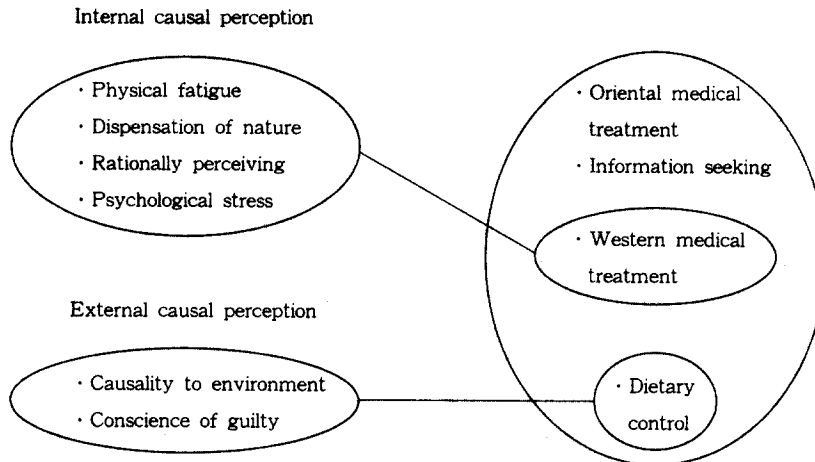 Internal causal perception
· Physical fatigue
· Dispensation of nature
· Rationally perceiving
· Psychological stress
External causal perception
· Causality to environment
· Conscience of guilty
· Oriental medical
treatment
· Information seeking
· Western medical
treatment
· Dietary
control